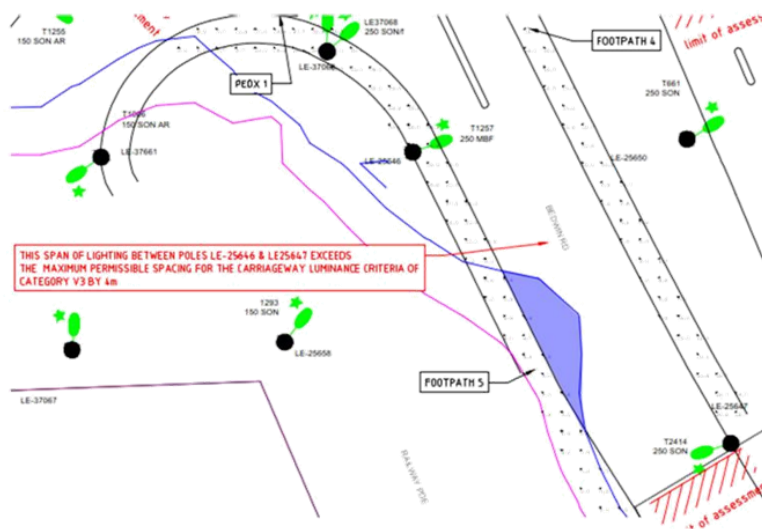 T1255
150 SON AR
LE37068
250 SON/f
LE-37068
PEDX 1
FOOTPATH 4
limit of assess
T661
250 SON
150 SON AR
LE-37661
T1257
250 MBF
LE-25646
LE-25650
BEDWIN RD
THIS SPAN OF LIGHTING BETWEEN POLES LE-25646 & LE25647 EXCEEDS
THE MAXIMUM PERMISSIBLE SPACING FOR THE CARRIAGEWAY LUMINANCE CRITERIA OF
CATEGORY V3 BY 4m
1293
150 SON
LE-25658
LE-37067
FOOTPATH 5
LE-25647
T2414
250 SON
RAILWAY PDE
limit of assessment